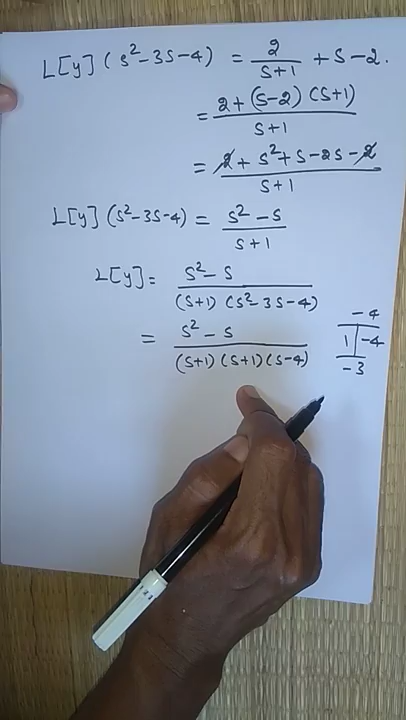 L[y] (s² - 3s - 4) = 2/(s+1) + s - 2.
= (2 + (s-2) (s+1))/(s+1)
= (2 + s² + s - 2s - 2)/(s+1)
L[y] (s² - 3s - 4) = (s² - s)/(s+1)
L[y] = (s² - s)/((s+1) (s² - 3s - 4))
= (s² - s)/((s+1) (s+1) (s-4))
-4
1 | -4
-3